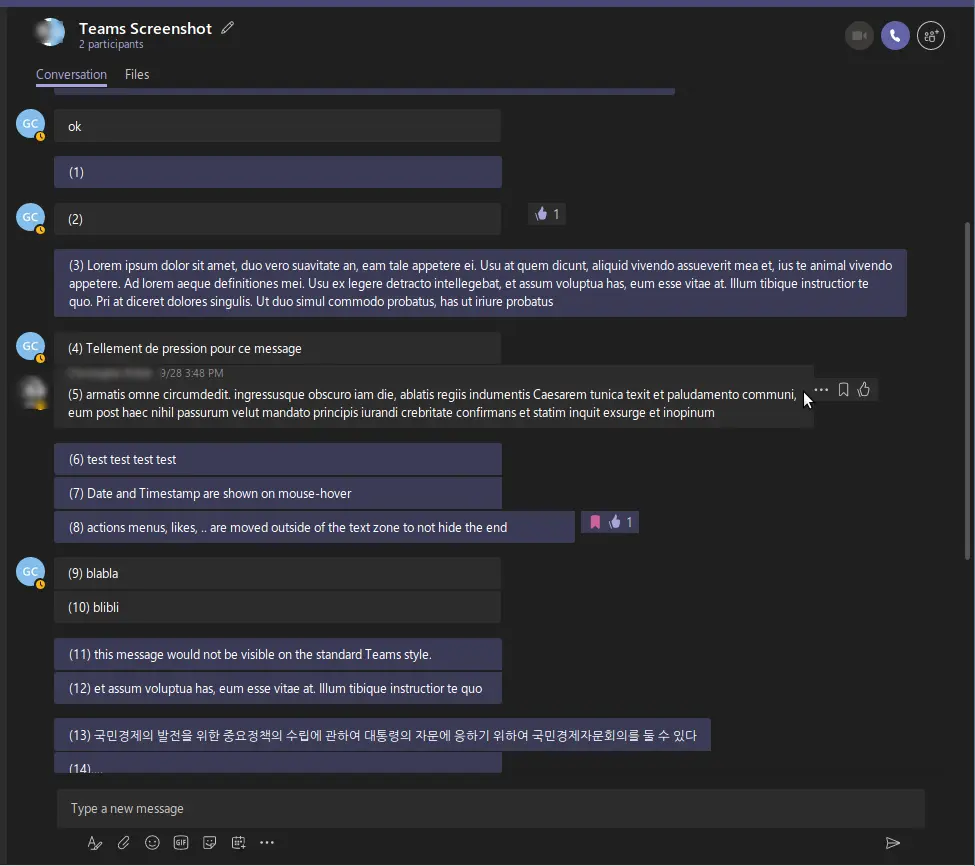 Teams Screenshot
2 participants
Conversation
Files
GC
ok
(1)
GC
(2)
1
(3) Lorem ipsum dolor sit amet, duo vero suavitate an, eam tale appetere ei. Usu at quem dicunt, aliquid vivendo assueverit mea et, ius te animal vivendo
appetere. Ad lorem aeque definitiones mei. Usu ex legere detracto intellegebat, et assum voluptua has, eum esse vitae at. Illum tibique instructior te
quo. Pri at diceret dolores singulis. Ut duo simul commodo probatus, has ut iriure probatus
GC
(4) Tellement de pression pour ce message
9/28 3:48 PM
(5) armatis omne circumdedit. ingressusque obscuro iam die, ablatis regiis indumentis Caesarem tunica texit et paludamento communi,
eum post haec nihil passurum velut mandato principis iurandi crebritate confirmans et statim inquit exsurge et inopinum
(6) test test test test
(7) Date and Timestamp are shown on mouse-hover
(8) actions menus, likes, .. are moved outside of the text zone to not hide the end
1
GC
(9) blabla
(10) blibli
(11) this message would not be visible on the standard Teams style.
(12) et assum voluptua has, eum esse vitae at. Illum tibique instructior te quo
(13) 국민경제의 발전을 위한 중요정책의 수립에 관하여 대통령의 자문에 응하기 위하여 국민경제자문회의를 둘 수 있다
(14)....
Type a new message
GIF